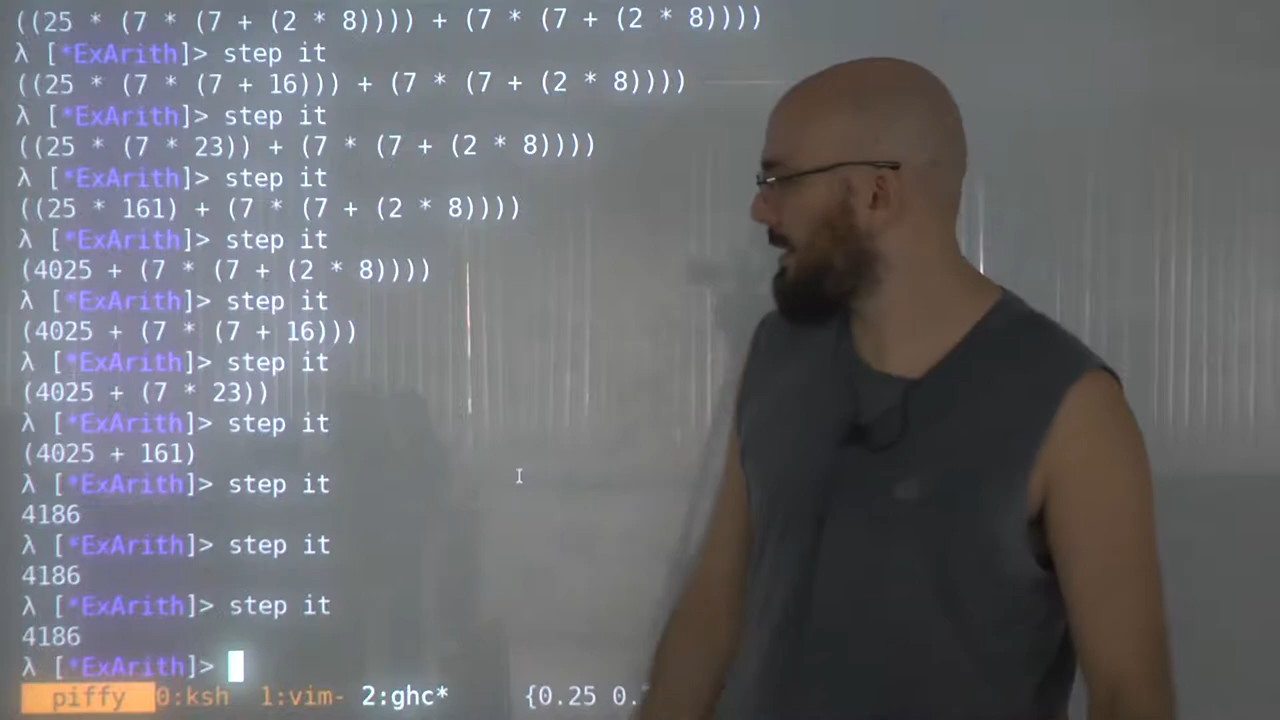 ((25 * (7 * (7 + (2 * 8)))) + (7 * (7 + (2 * 8))))
λ [*ExArith]> step it
((25 * (7 * (7 + 16))) + (7 * (7 + (2 * 8))))
λ [*ExArith]> step it
((25 * (7 * 23)) + (7 * (7 + (2 * 8))))
λ [*ExArith]> step it
((25 * 161) + (7 * (7 + (2 * 8))))
λ [*ExArith]> step it
(4025 + (7 * (7 + (2 * 8))))
λ [*ExArith]> step it
(4025 + (7 * (7 + 16)))
λ [*ExArith]> step it
(4025 + (7 * 23))
λ [*ExArith]> step it
(4025 + 161)
λ [*ExArith]> step it
4186
λ [*ExArith]> step it
4186
λ [*ExArith]> step it
4186
λ [*ExArith]>
piffy 0:ksh 1:vim- 2:ghc* {0.25 0.